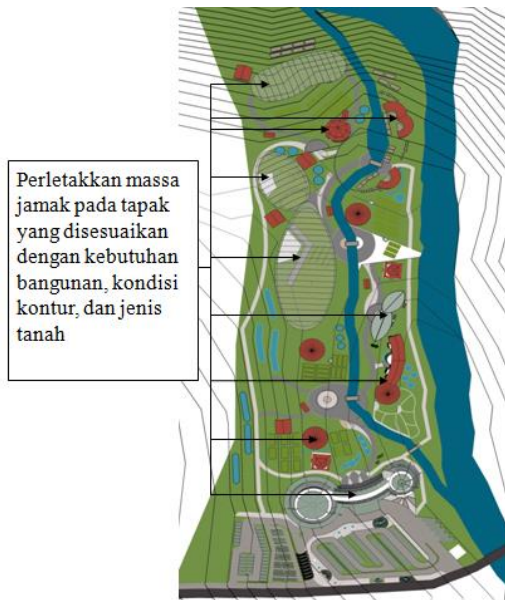 Perletakkan massa
jamak pada tapak
yang disesuaikan
dengan kebutuhan
bangunan, kondisi
kontur, dan jenis
tanah